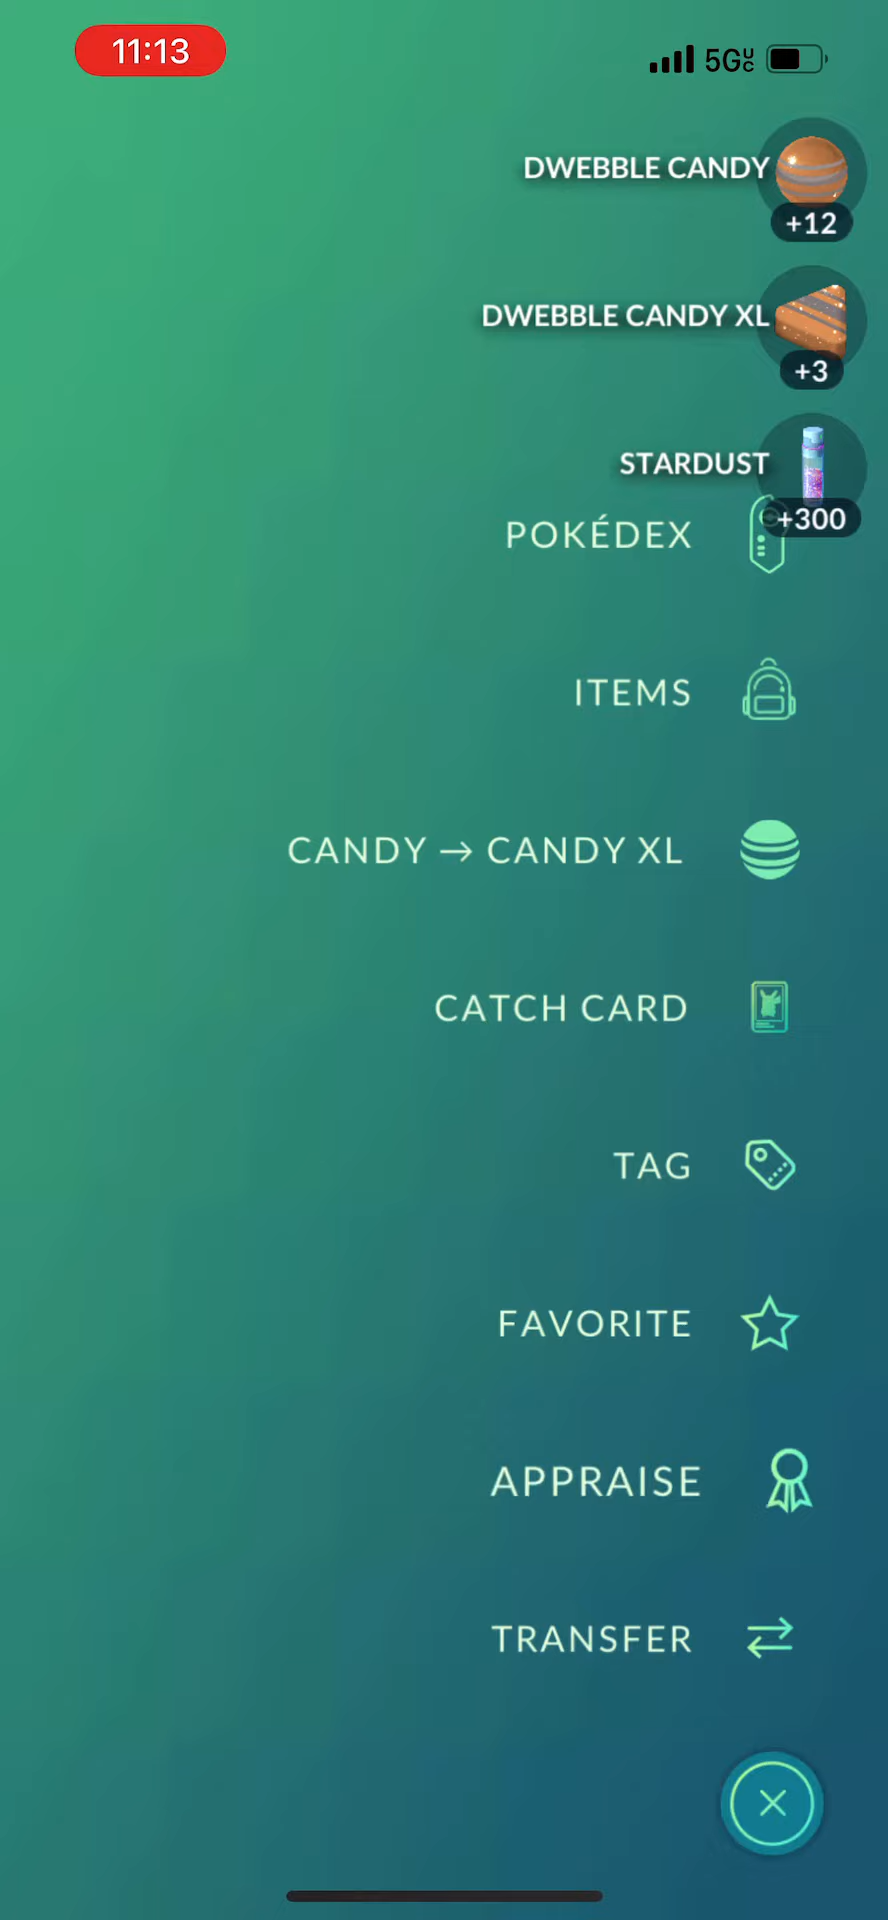 11:13
5GUC
DWEBBLE CANDY
+12
DWEBBLE CANDY XL
+3
STARDUST
+300
POKÉDEX
ITEMS
CANDY → CANDY XL
CATCH CARD
TAG
FAVORITE
APPRAISE
TRANSFER